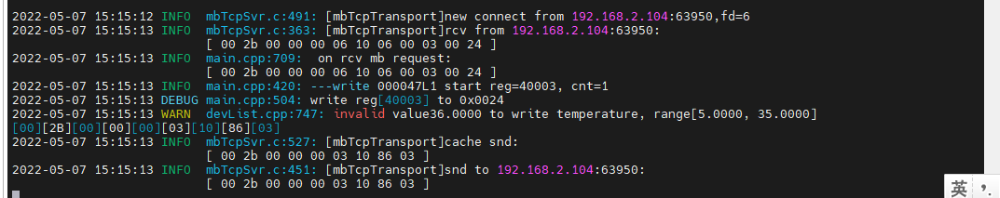 2022-05-07 15:15:12 INFO  mbTcpSvr.c:491: [mbTcpTransport]new connect from 192.168.2.104:63950,fd=6
2022-05-07 15:15:13 INFO  mbTcpSvr.c:363: [mbTcpTransport]rcv from 192.168.2.104:63950:
[ 00 2b 00 00 00 06 10 06 00 03 00 24 ]
2022-05-07 15:15:13 INFO  main.cpp:709:  on rcv mb request:
[ 00 2b 00 00 00 06 10 06 00 03 00 24 ]
2022-05-07 15:15:13 INFO  main.cpp:420: ---write 000047L1 start reg=40003, cnt=1
2022-05-07 15:15:13 DEBUG main.cpp:504: write reg[40003] to 0x0024
2022-05-07 15:15:13 WARN  devList.cpp:747: invalid value36.0000 to write temperature, range[5.0000, 35.0000]
[00][2B][00][00][00][03][10][86][03]
2022-05-07 15:15:13 INFO  mbTcpSvr.c:527: [mbTcpTransport]cache snd:
[ 00 2b 00 00 00 03 10 86 03 ]
2022-05-07 15:15:13 INFO  mbTcpSvr.c:451: [mbTcpTransport]snd to 192.168.2.104:63950:
[ 00 2b 00 00 00 03 10 86 03 ]
英